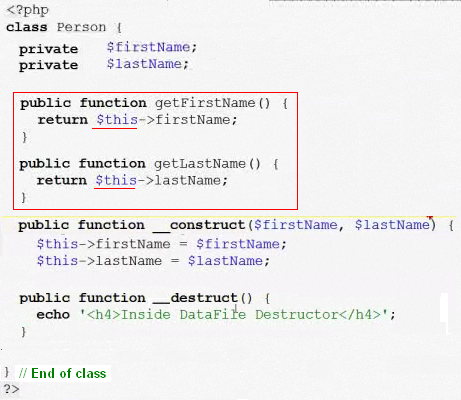 <?php
class Person {
private $firstName;
private $lastName;
public function getFirstName() {
return $this->firstName;
}
public function getLastName() {
return $this->lastName;
}
public function __construct($firstName, $lastName) {
$this->firstName = $firstName;
$this->lastName = $lastName;
public function __destruct() {
echo '<h4>Inside DataFile Destructor</h4>';
}
} // End of class
?>